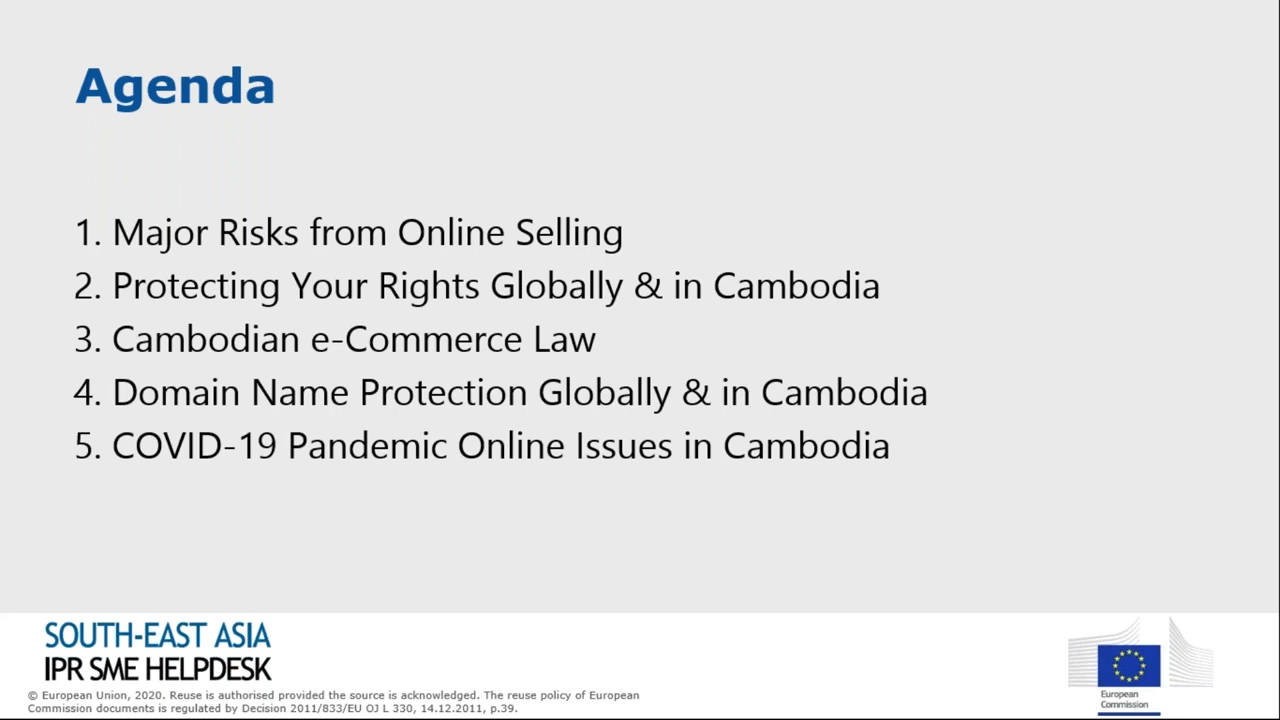 Agenda
1. Major Risks from Online Selling
2. Protecting Your Rights Globally & in Cambodia
3. Cambodian e-Commerce Law
4. Domain Name Protection Globally & in Cambodia
5. COVID-19 Pandemic Online Issues in Cambodia
SOUTH-EAST ASIA
IPR SME HELPDESK
© European Union, 2020. Reuse is authorised provided the source is acknowledged. The reuse policy of European
Commission documents is regulated by Decision 2011/833/EU OJ L 330, 14.12.2011, p.39.
European
Commission